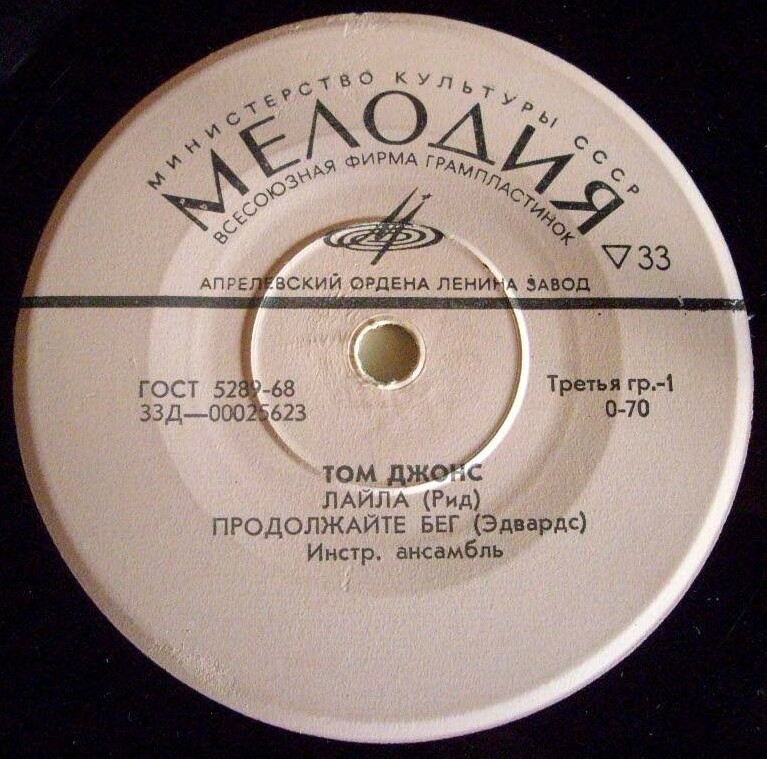 МИНИСТЕРСТВО КУЛЬТУРЫ СССР
МЕЛОДИЯ
ВСЕСОЮЗНАЯ ФИРМА ГРАМПЛАСТИНОК
▽33
АПРЕЛЕВСКИЙ ОРДЕНА ЛЕНИНА ЗАВОД
ГОСТ 5289-68
33Д—00025623
Третья гр.-1
0-70
ТОМ ДЖОНС
ЛАЙЛА (Рид)
ПРОДОЛЖАЙТЕ БЕГ (Эдвардс)
Инстр. ансамбль